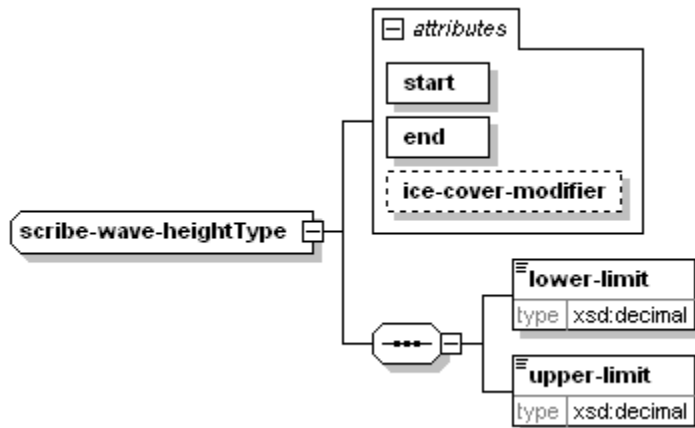 attributes
start
end
ice-cover-modifier
scribe-wave-heightType
lower-limit
type xsd:decimal
upper-limit
type xsd:decimal